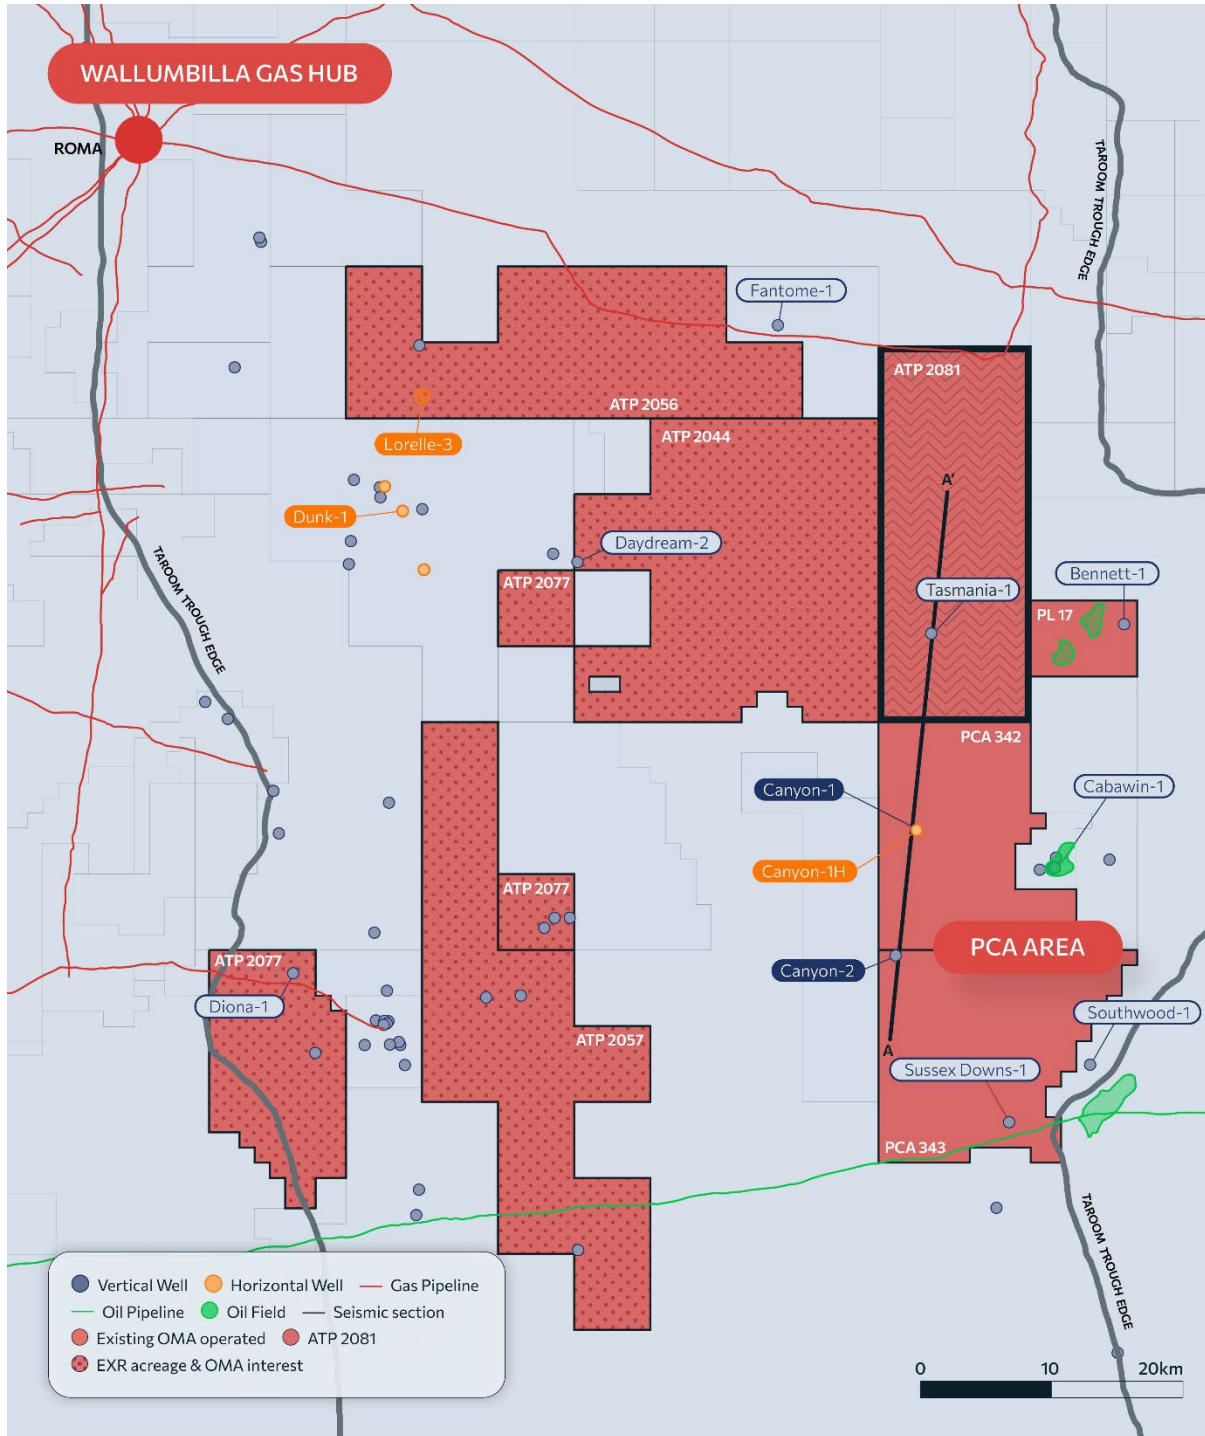 WALLUMBILLA GAS HUB
ROMA
TAROOM TROUGH EDGE
Fantome-1
ATP 2081
ATP 2056
ATP 2044
Lorelle-3
A'
Dunk-1
Daydream-2
TAROOM TROUGH EDGE
ATP 2077
Tasmania-1
Bennett-1
PL 17
PCA 342
Canyon-1
Cabawin-1
Canyon-1H
ATP 2077
PCA AREA
ATP 2077
Canyon-2
Diona-1
Southwood-1
ATP 2057
A
Sussex Downs-1
PCA 343
TAROOM TROUGH EDGE
Vertical Well Horizontal Well Gas Pipeline
Oil Pipeline Oil Field Seismic section
Existing OMA operated ATP 2081
EXR acreage & OMA interest
0 10 20km